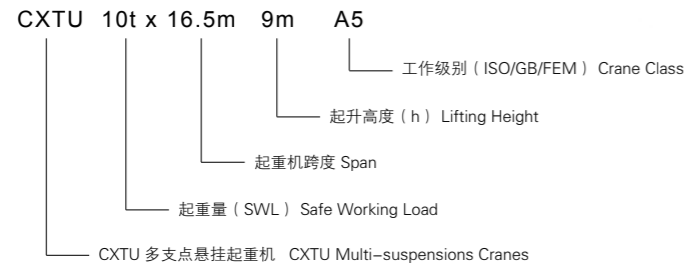 CXTU 10t x 16.5m 9m A5
工作级别（ISO/GB/FEM） Crane Class
起升高度（h） Lifting Height
起重机跨度 Span
起重量（SWL） Safe Working Load
CXTU 多支点悬挂起重机 CXTU Multi-suspensions Cranes